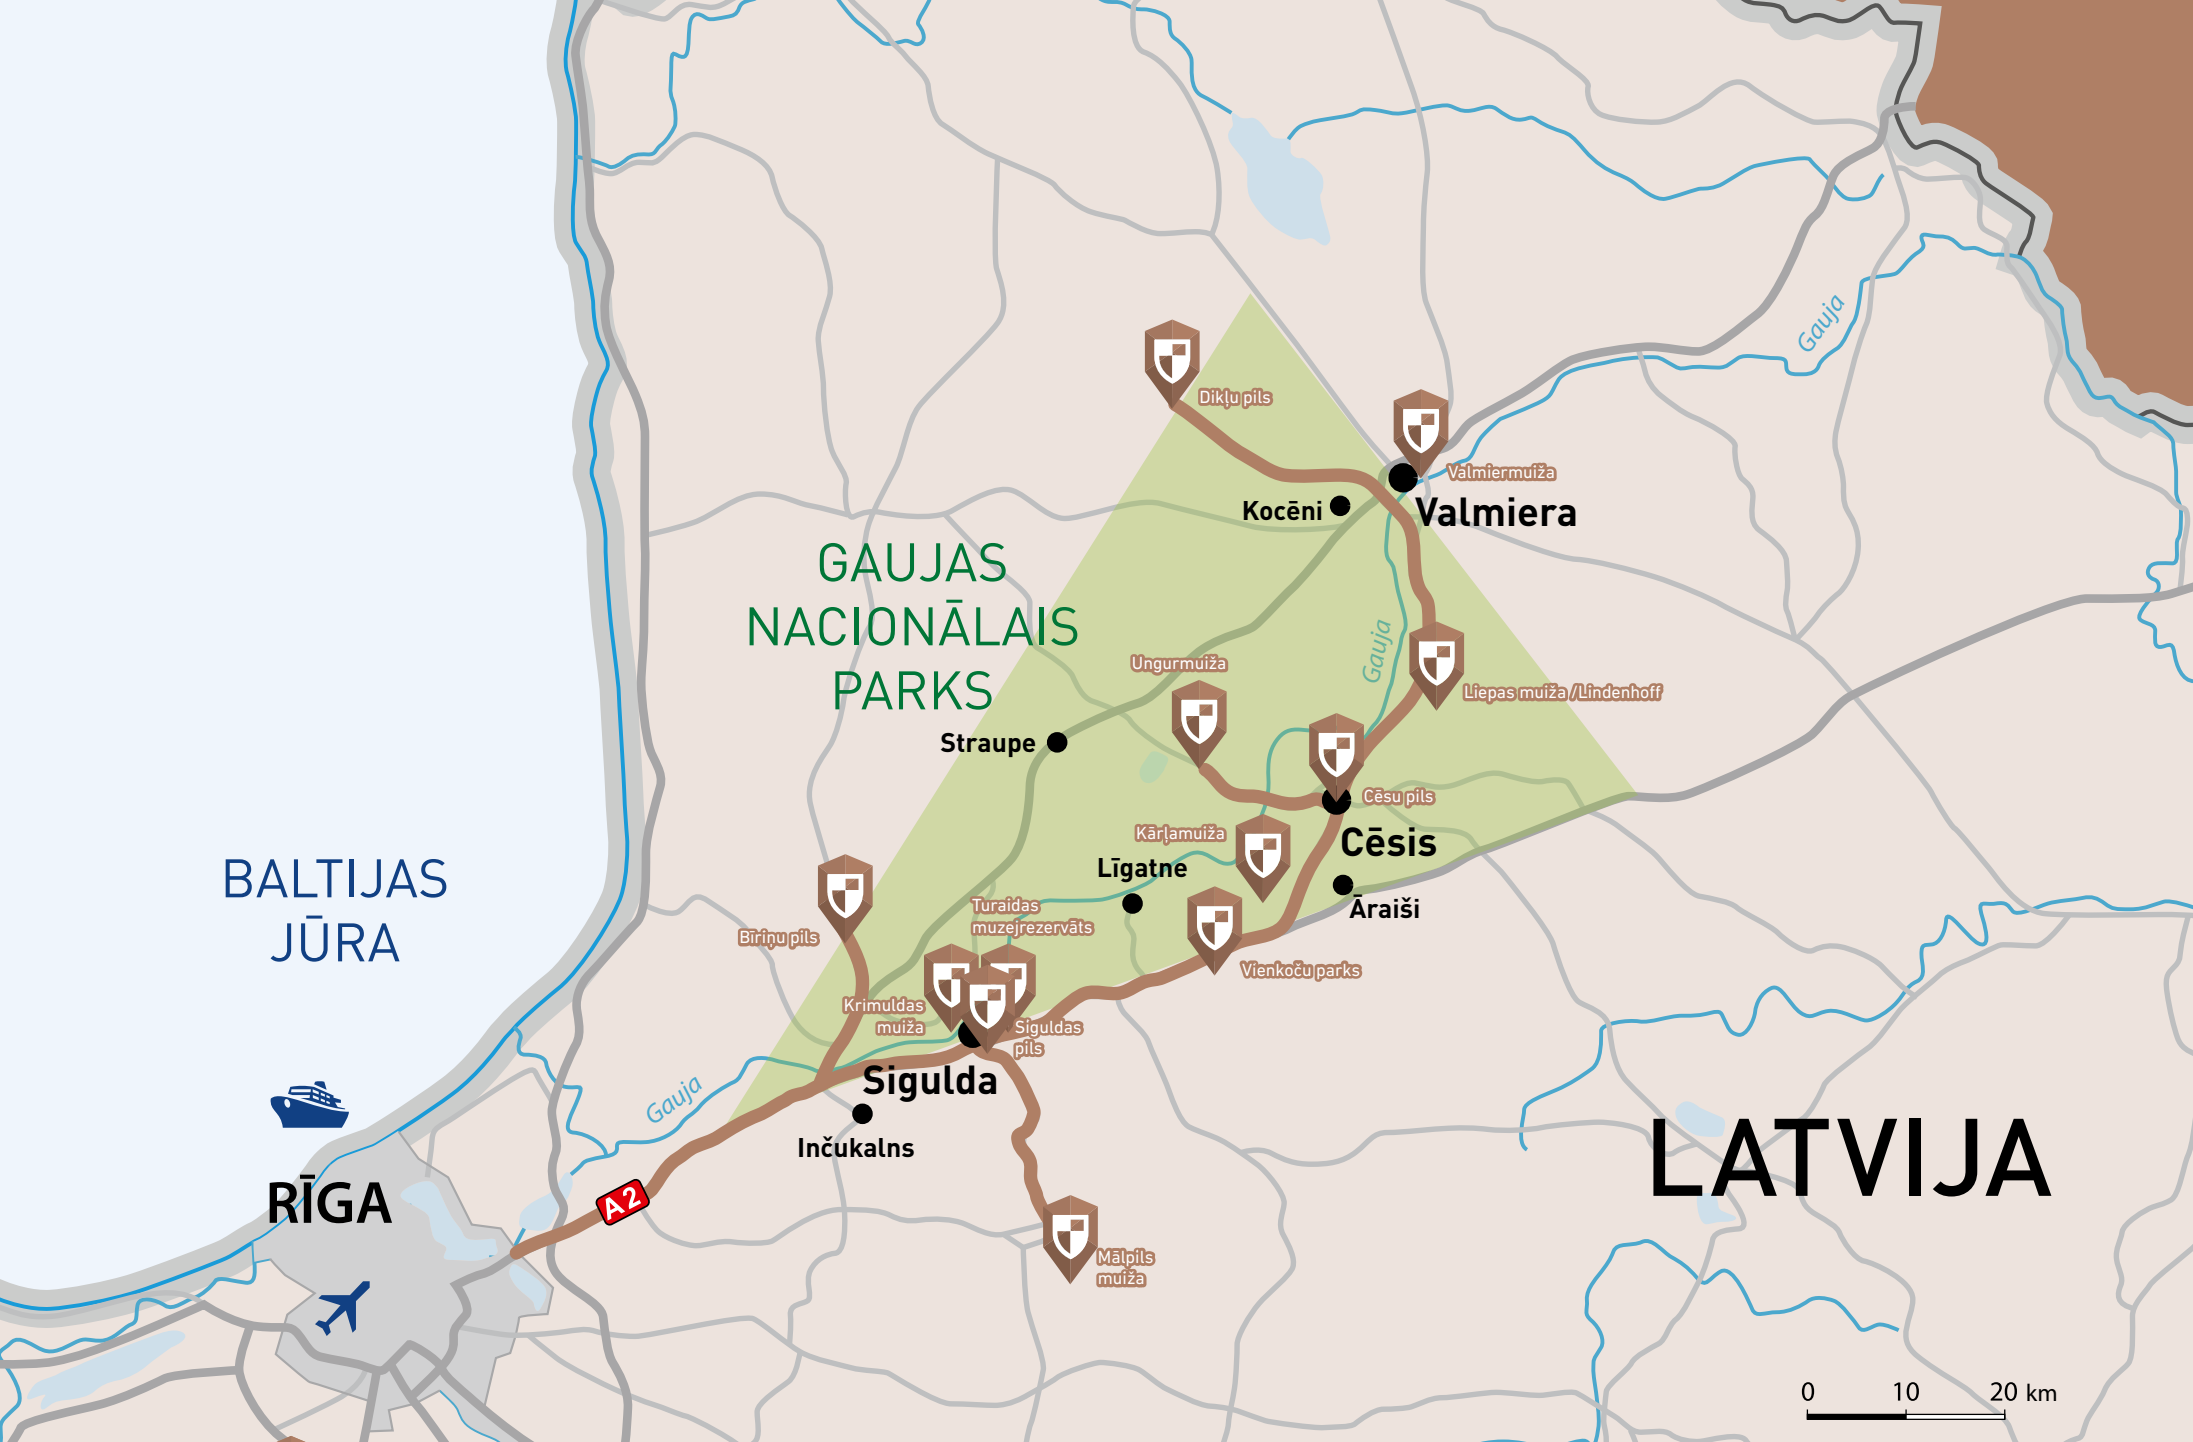 Gauja
Dikļu pils
Valmiermuiža
Kocēni
Valmiera
GAUJAS
NACIONĀLAIS
PARKS
Gauja
Ungurmuiža
Liepas muiža /Lindenhoff
Straupe
Cēsu pils
Kārļamuiža
Cēsis
Līgatne
BALTIJAS
JŪRA
Turaidas
muzejrezervāts
Āraiši
Bīriņu pils
Vienkoču parks
Krimuldas
muiža
Siguldas
pils
Sigulda
Gauja
Inčukalns
LATVIJA
RĪGA
A2
Mālpils
muiža
0 10 20 km